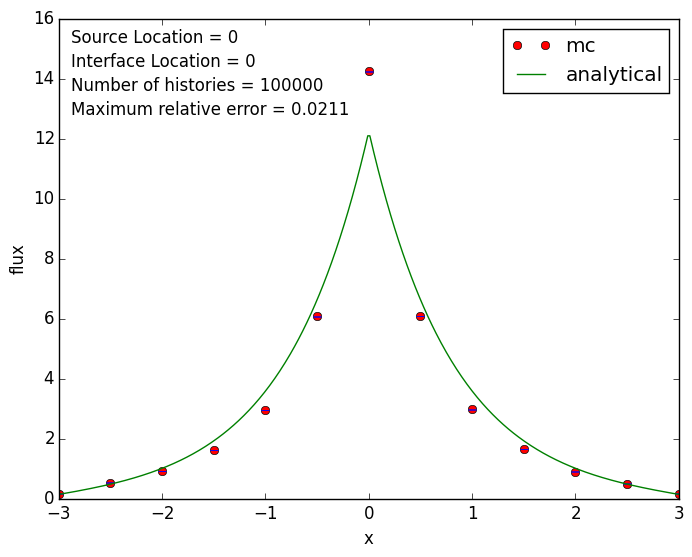 Source Location = 0
Interface Location = 0
Number of histories = 100000
Maximum relative error = 0.0211
mc
analytical
16
14
12
10
8
6
4
2
0
flux
−3 −2 −1 0 1 2 3
x